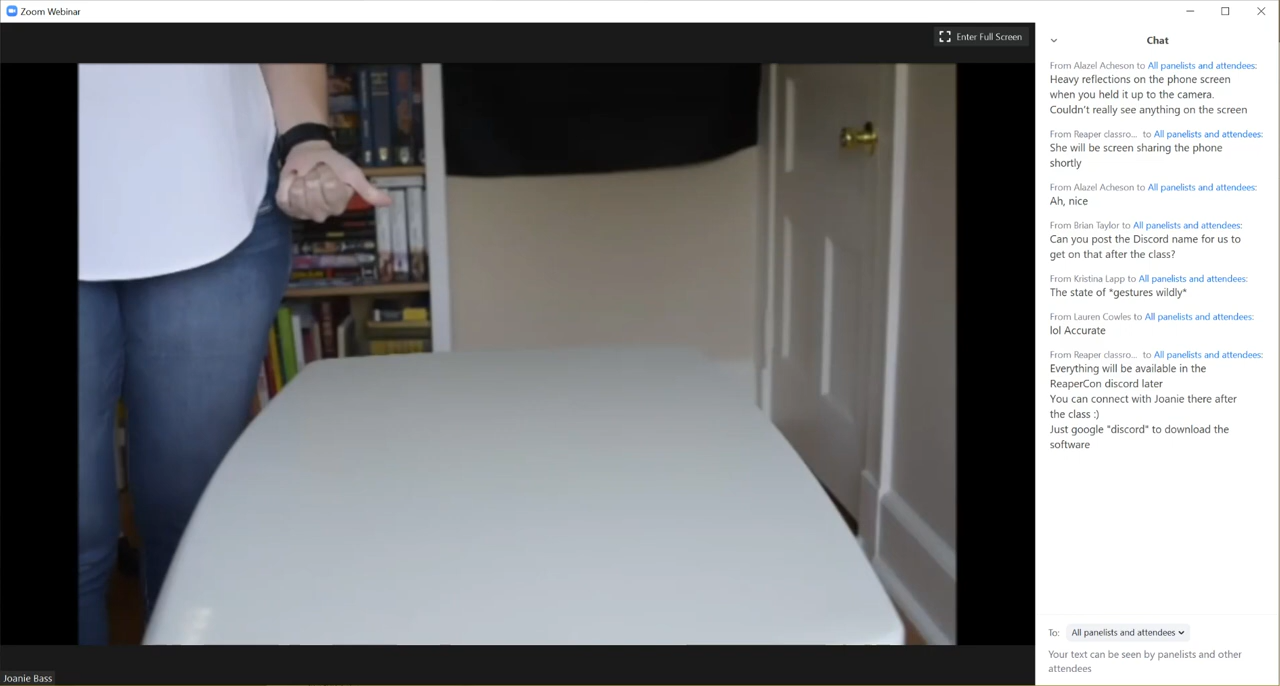 Zoom Webinar
Enter Full Screen
Chat
From Alazel Acheson to All panelists and attendees:
Heavy reflections on the phone screen
when you held it up to the camera.
Couldn't really see anything on the screen
From Reaper classro... to All panelists and attendees:
She will be screen sharing the phone
shortly
From Alazel Acheson to All panelists and attendees:
Ah, nice
From Brian Taylor to All panelists and attendees:
Can you post the Discord name for us to
get on that after the class?
From Kristina Lapp to All panelists and attendees:
The state of *gestures wildly*
From Lauren Cowles to All panelists and attendees:
lol Accurate
From Reaper classro... to All panelists and attendees:
Everything will be available in the
ReaperCon discord later
You can connect with Joanie there after
the class :)
Just google "discord" to download the
software
To: All panelists and attendees
Your text can be seen by panelists and other
attendees
Joanie Bass